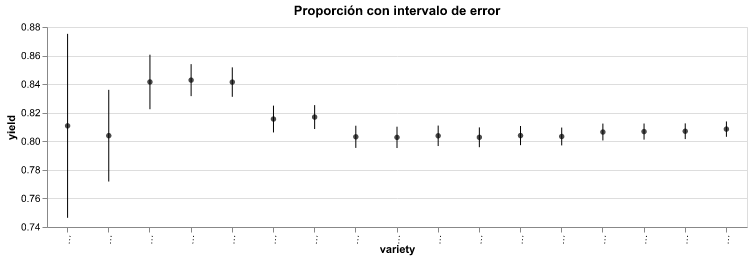 Proporción con intervalo de error
0.88
0.86
0.84
0.82
0.80
0.78
0.76
0.74
yield
… … … … … … … … … … … … … … … … …
variety